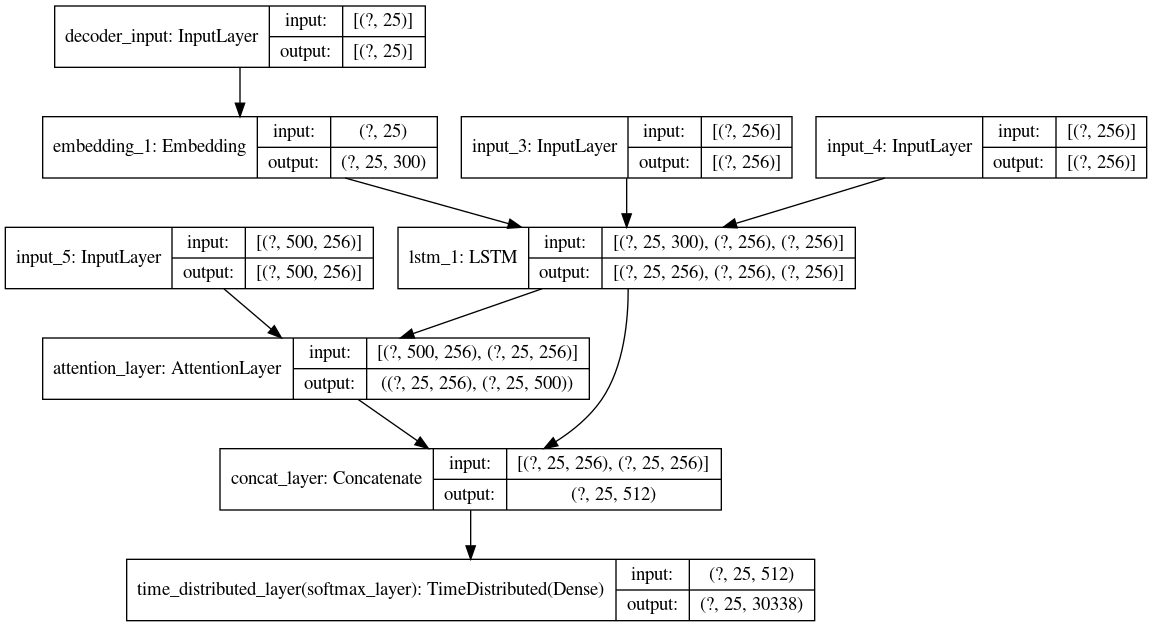 decoder_input: InputLayer
input: [(?, 25)]
output: [(?, 25)]
embedding_1: Embedding
input: (?, 25)
output: (?, 25, 300)
input_3: InputLayer
input: [(?, 256)]
output: [(?, 256)]
input_4: InputLayer
input: [(?, 256)]
output: [(?, 256)]
input_5: InputLayer
input: [(?, 500, 256)]
output: [(?, 500, 256)]
lstm_1: LSTM
input: [(?, 25, 300), (?, 256), (?, 256)]
output: [(?, 25, 256), (?, 256), (?, 256)]
attention_layer: AttentionLayer
input: [(?, 500, 256), (?, 25, 256)]
output: ((?, 25, 256), (?, 25, 500))
concat_layer: Concatenate
input: [(?, 25, 256), (?, 25, 256)]
output: (?, 25, 512)
time_distributed_layer(softmax_layer): TimeDistributed(Dense)
input: (?, 25, 512)
output: (?, 25, 30338)